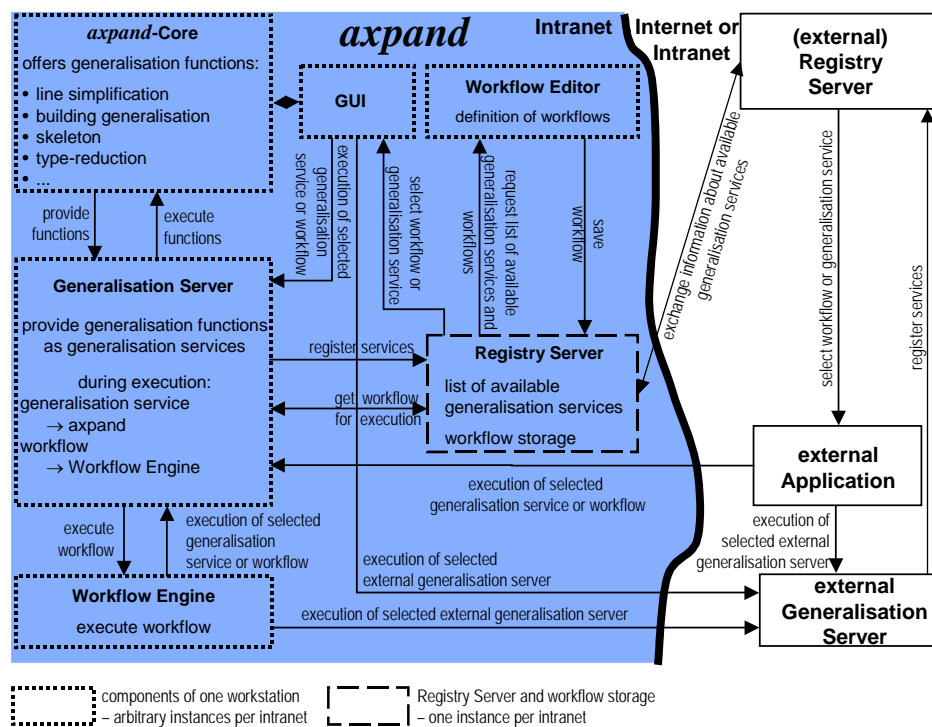 axpand-Core
offers generalisation functions:
• line simplification
• building generalisation
• skeleton
• type-reduction
• ...
axpand
Intranet
Internet or
Intranet
GUI
Workflow Editor
definition of workflows
(external)
Registry
Server
provide
functions
execute
functions
execution of selected
generalisation
service or workflow
select workflow or
generalisation service
request list of available
generalisation services and
workflows
save
workflow
exchange information about available
generalisation services
select workflow or generalisation service
register services
Generalisation Server
provide generalisation functions
as generalisation services
during execution:
generalisation service
→ axpand
workflow
→ Workflow Engine
register services
get workflow
for execution
Registry Server
list of available
generalisation services
workflow storage
external
Application
execution of selected
generalisation service or workflow
execute
workflow
execution of selected
generalisation
service or workflow
execution of selected
external generalisation server
execution of
selected external
generalisation server
Workflow Engine
execute workflow
execution of selected external generalisation server
external
Generalisation
Server
components of one workstation
– arbitrary instances per intranet
Registry Server and workflow storage
– one instance per intranet